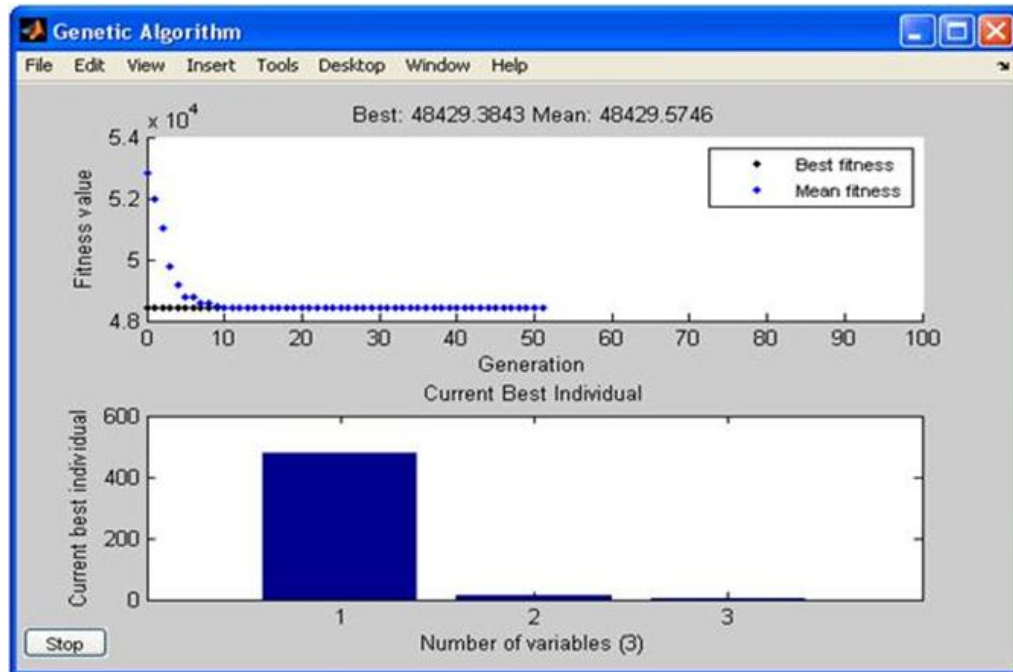 Genetic Algorithm
File Edit View Insert Tools Desktop Window Help
Best: 48429.3843 Mean: 48429.5746
x 10^4
5.4
5.2
5
4.8
Fitness value
Best fitness
Mean fitness
0 10 20 30 40 50 60 70 80 90 100
Generation
Current Best Individual
600
400
200
0
Current best individual
1 2 3
Number of variables (3)
Stop